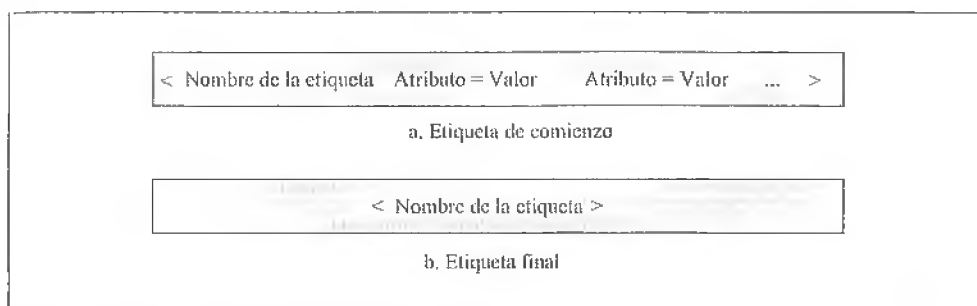 < Nombre de la etiqueta Atributo = Valor Atributo = Valor ... >
a. Etiqueta de comienzo
< Nombre de la etiqueta >
b. Etiqueta final